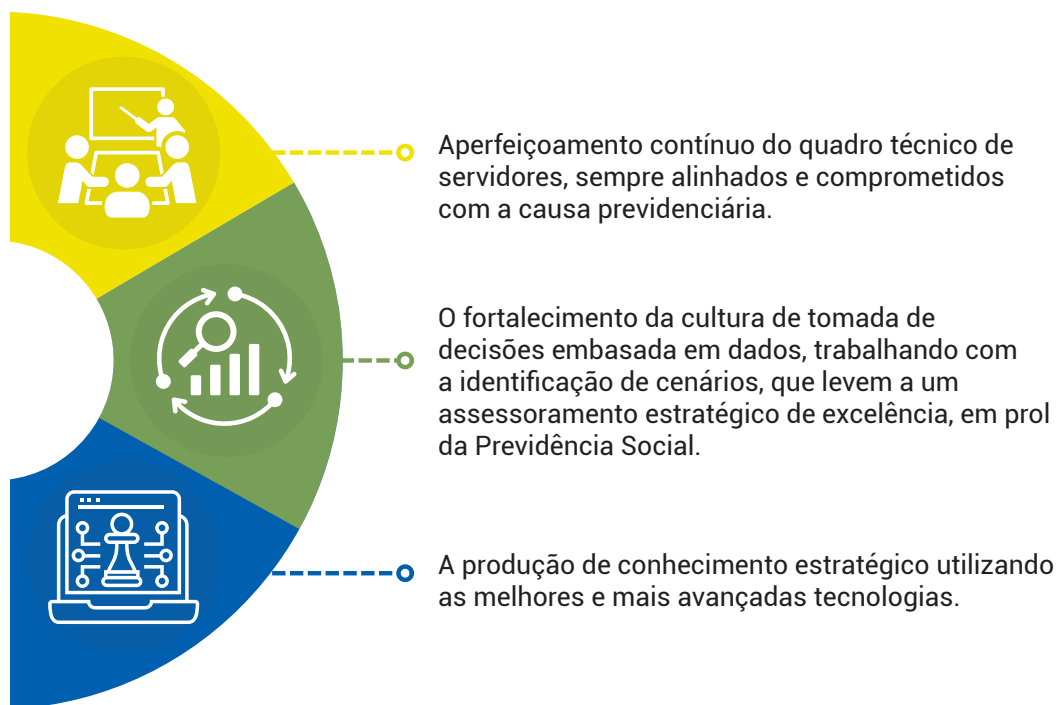 Aperfeiçoamento contínuo do quadro técnico de
servidores, sempre alinhados e comprometidos
com a causa previdenciária.
O fortalecimento da cultura de tomada de
decisões embasada em dados, trabalhando com
a identificação de cenários, que levem a um
assessoramento estratégico de excelência, em prol
da Previdência Social.
A produção de conhecimento estratégico utilizando
as melhores e mais avançadas tecnologias.